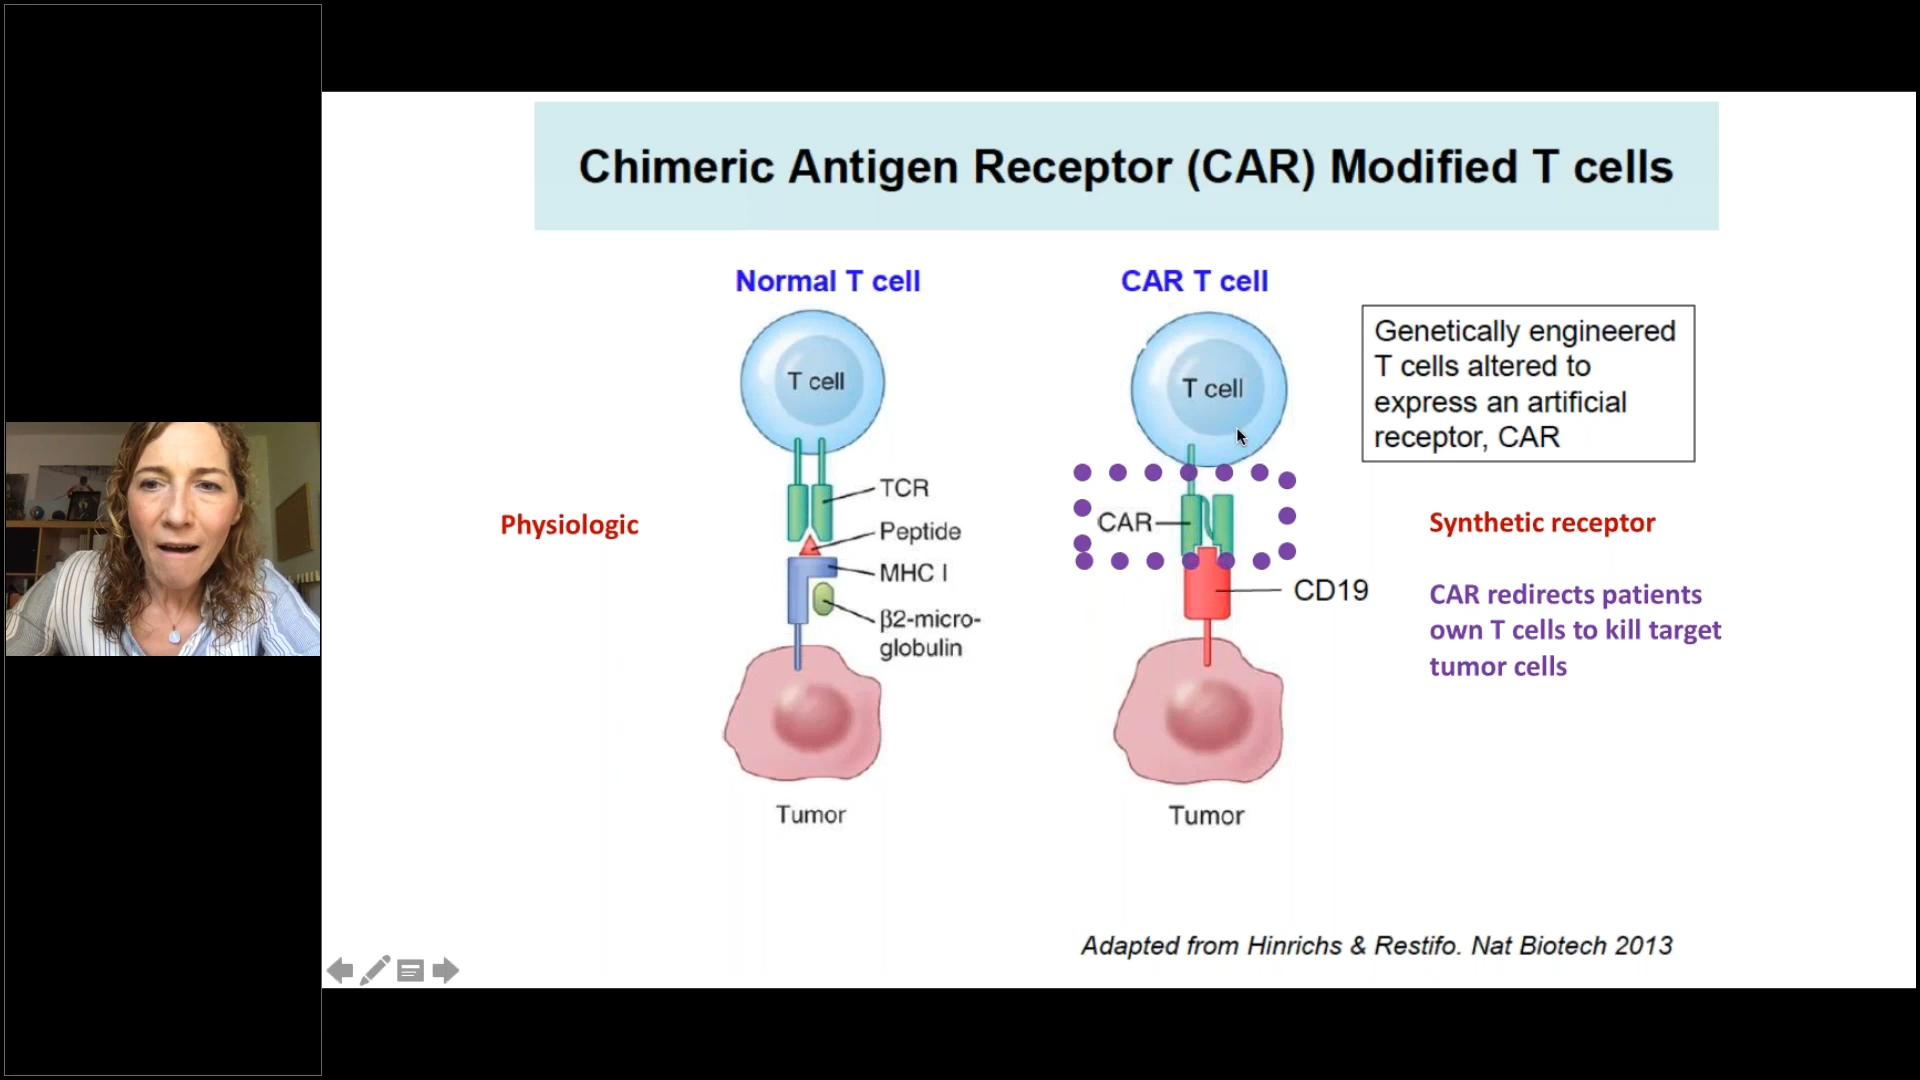 Chimeric Antigen Receptor (CAR) Modified T cells
Normal T cell
T cell
TCR
Peptide
MHC I
β2-micro-
globulin
Tumor
Physiologic
CAR T cell
T cell
CAR
CD19
Tumor
Genetically engineered
T cells altered to
express an artificial
receptor, CAR
Synthetic receptor
CAR redirects patients
own T cells to kill target
tumor cells
Adapted from Hinrichs & Restifo. Nat Biotech 2013